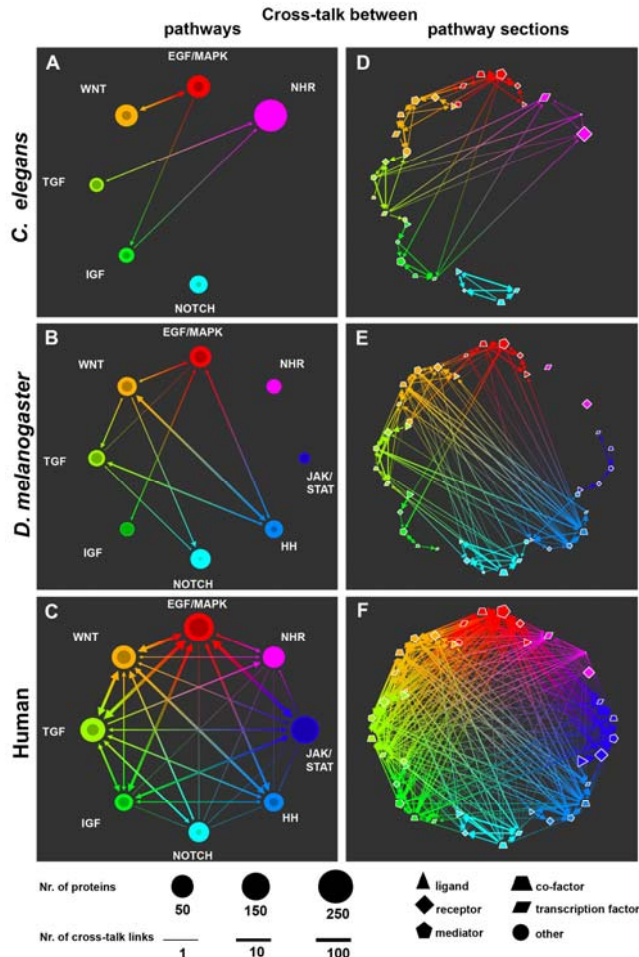 Cross-talk between
pathways
pathway sections
C. elegans
A
EGF/MAPK
NHR
WNT
TGF
IGF
NOTCH
D
D. melanogaster
B
EGF/MAPK
NHR
WNT
TGF
JAK/
STAT
IGF
HH
NOTCH
E
Human
C
EGF/MAPK
NHR
WNT
TGF
JAK/
STAT
IGF
HH
NOTCH
F
Nr. of proteins
50
150
250
Nr. of cross-talk links
1
10
100
ligand
co-factor
receptor
transcription factor
mediator
other